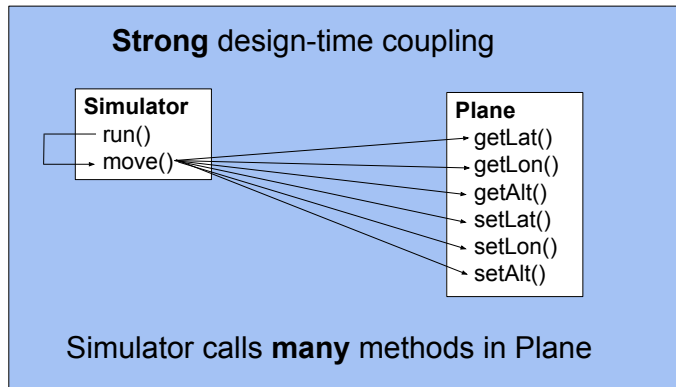 Strong design-time coupling
Simulator
run()
move()
Plane
getLat()
getLon()
getAlt()
setLat()
setLon()
setAlt()
Simulator calls many methods in Plane